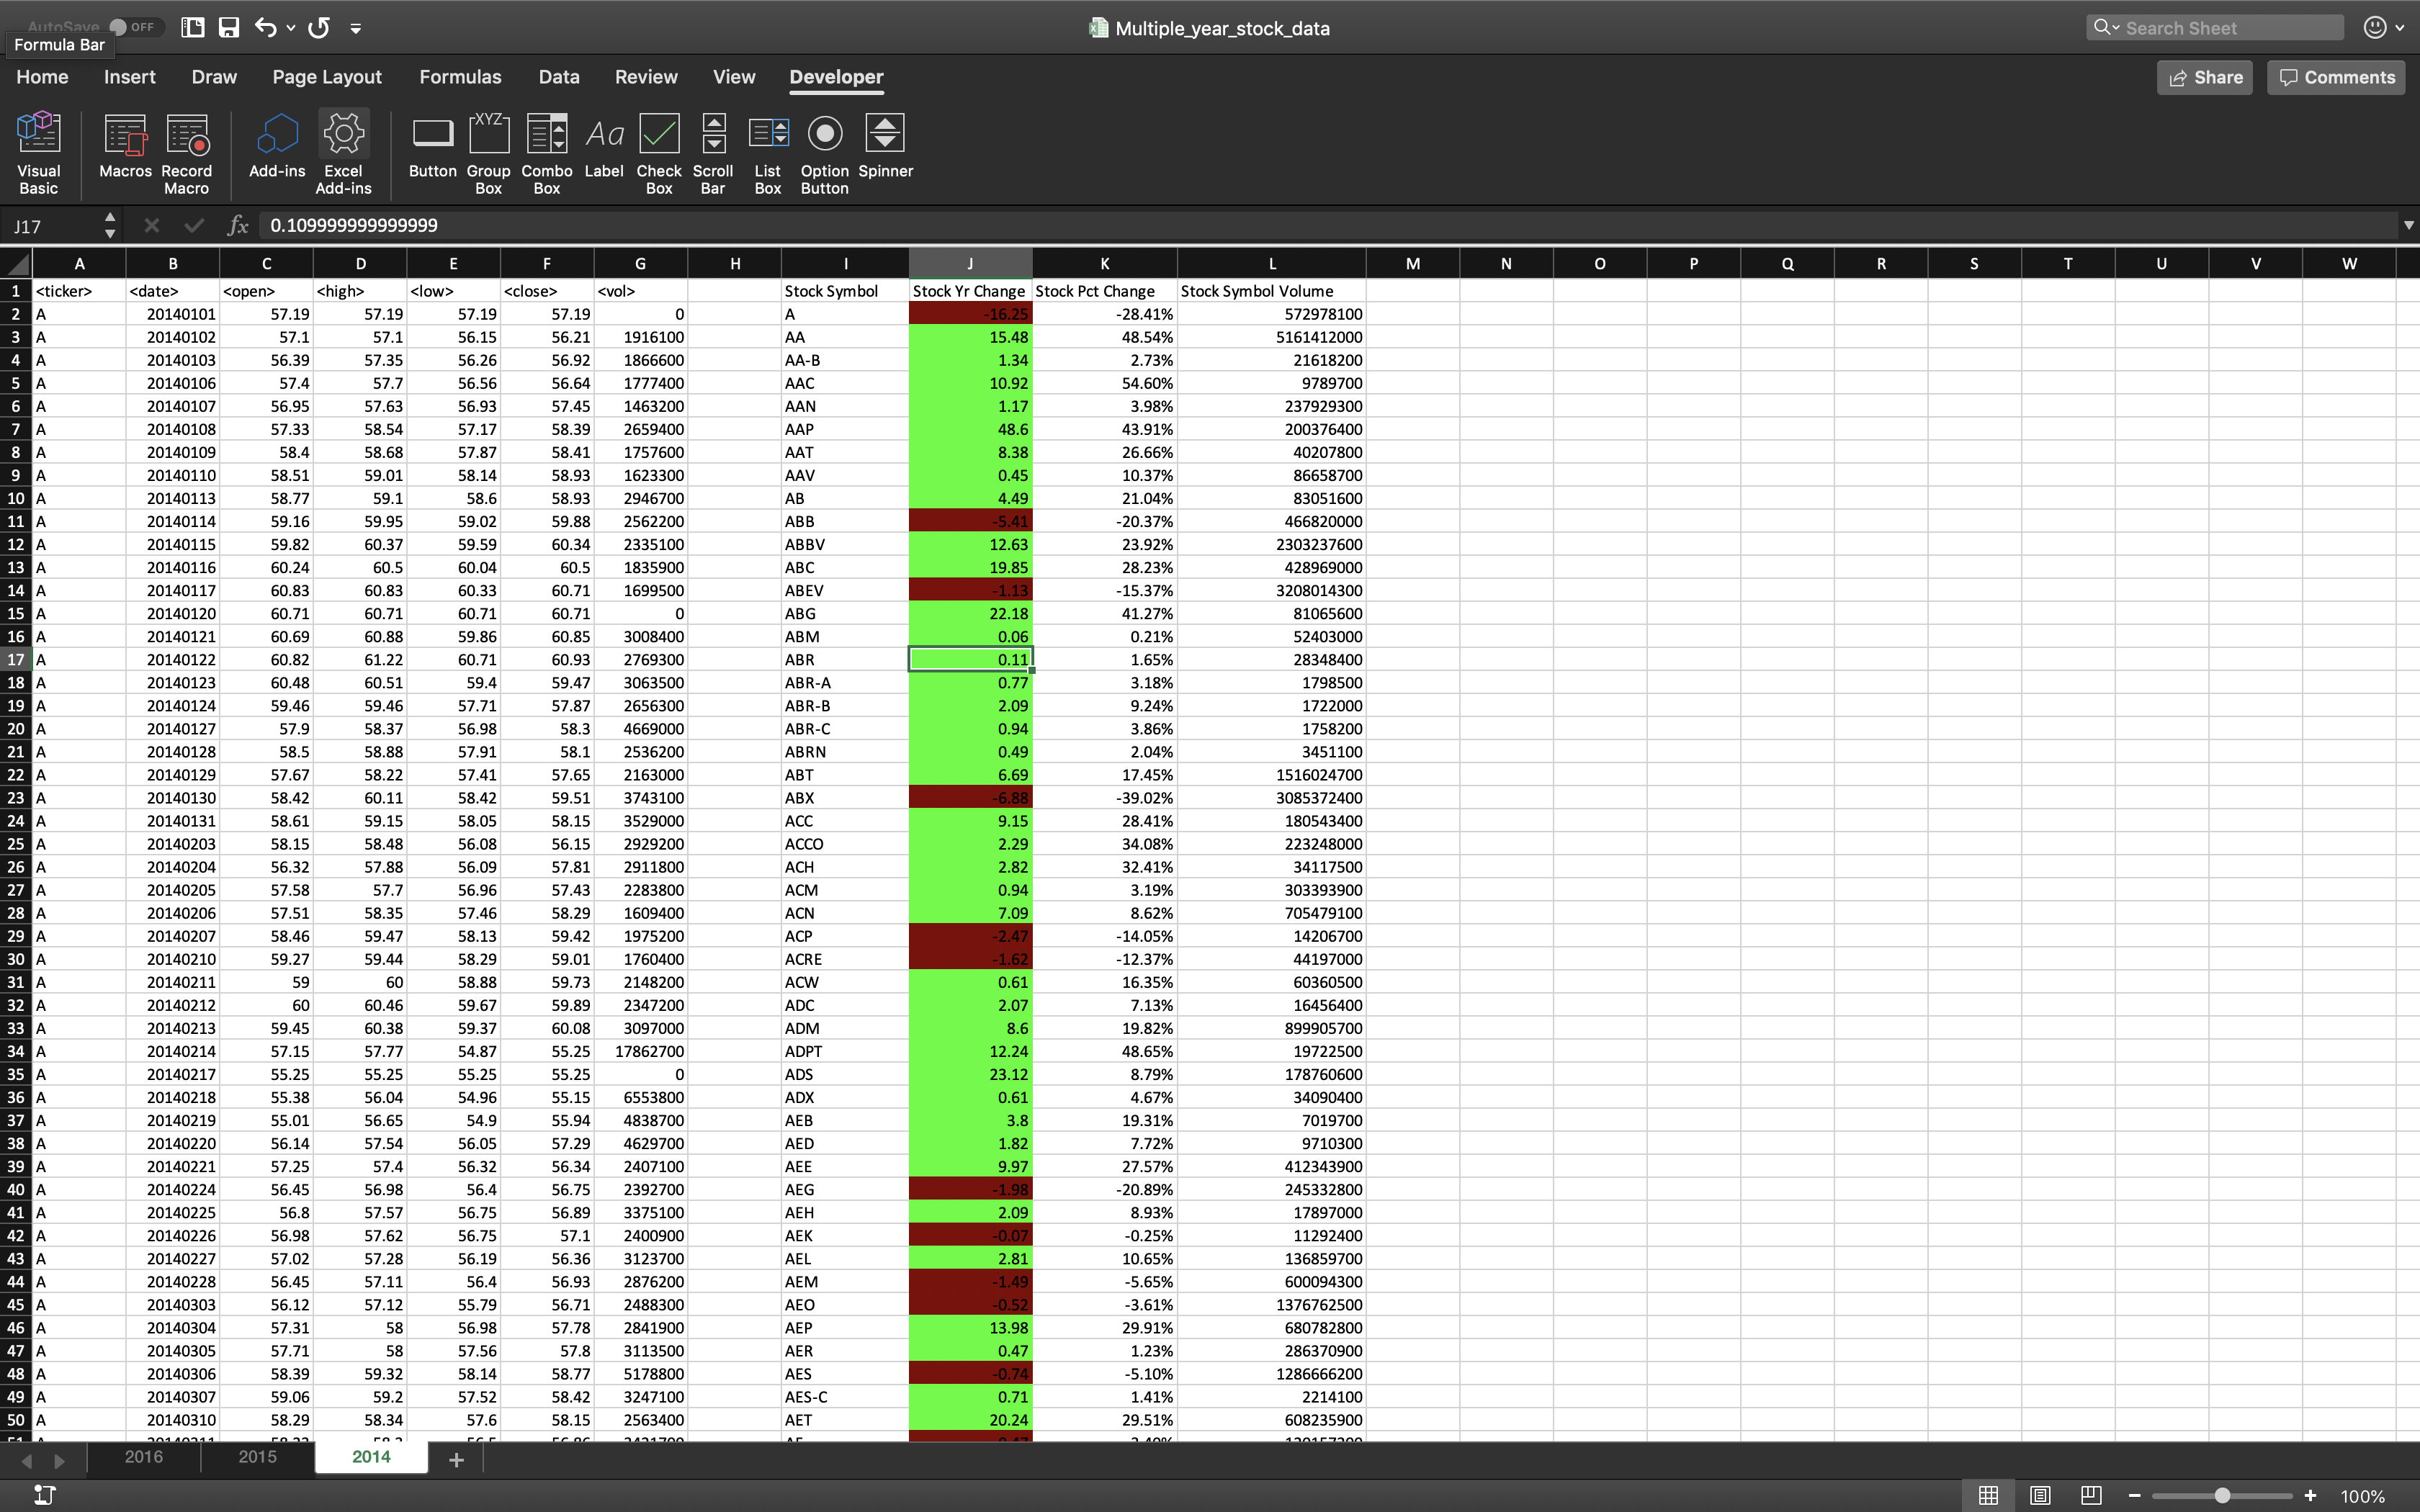 AutoSave OFF
Multiple_year_stock_data
Search Sheet
Formula Bar
Home Insert Draw Page Layout Formulas Data Review View Developer
Share Comments
Visual Basic Macros Record Macro Add-ins Excel Add-ins Button Group Box Combo Box Label Check Box Scroll Bar List Box Option Button Spinner
XYZ Aa
J17 fx 0.109999999999999
A B C D E F G H I J K L M N O P Q R S T U V W
1 <ticker> <date> <open> <high> <low> <close> <vol> Stock Symbol Stock Yr Change Stock Pct Change Stock Symbol Volume
2 A 20140101 57.19 57.19 57.19 57.19 0 A -16.25 -28.41% 572978100
3 A 20140102 57.1 57.1 56.15 56.21 1916100 AA 15.48 48.54% 5161412000
4 A 20140103 56.39 57.35 56.26 56.92 1866600 AA-B 1.34 2.73% 21618200
5 A 20140106 57.4 57.7 56.56 56.64 1777400 AAC 10.92 54.60% 9789700
6 A 20140107 56.95 57.63 56.93 57.45 1463200 AAN 1.17 3.98% 237929300
7 A 20140108 57.33 58.54 57.17 58.39 2659400 AAP 48.6 43.91% 200376400
8 A 20140109 58.4 58.68 57.87 58.41 1757600 AAT 8.38 26.66% 40207800
9 A 20140110 58.51 59.01 58.14 58.93 1623300 AAV 0.45 10.37% 86658700
10 A 20140113 58.77 59.1 58.6 58.93 2946700 AB 4.49 21.04% 83051600
11 A 20140114 59.16 59.95 59.02 59.88 2562200 ABB -5.41 -20.37% 466820000
12 A 20140115 59.82 60.37 59.59 60.34 2335100 ABBV 12.63 23.92% 2303237600
13 A 20140116 60.24 60.5 60.04 60.5 1835900 ABC 19.85 28.23% 428969000
14 A 20140117 60.83 60.83 60.33 60.71 1699500 ABEV -1.13 -15.37% 3208014300
15 A 20140120 60.71 60.71 60.71 60.71 0 ABG 22.18 41.27% 81065600
16 A 20140121 60.69 60.88 59.86 60.85 3008400 ABM 0.06 0.21% 52403000
17 A 20140122 60.82 61.22 60.71 60.93 2769300 ABR 0.11 1.65% 28348400
18 A 20140123 60.48 60.51 59.4 59.47 3063500 ABR-A 0.77 3.18% 1798500
19 A 20140124 59.46 59.46 57.71 57.87 2656300 ABR-B 2.09 9.24% 1722000
20 A 20140127 57.9 58.37 56.98 58.3 4669000 ABR-C 0.94 3.86% 1758200
21 A 20140128 58.5 58.88 57.91 58.1 2536200 ABRN 0.49 2.04% 3451100
22 A 20140129 57.67 58.22 57.41 57.65 2163000 ABT 6.69 17.45% 1516024700
23 A 20140130 58.42 60.11 58.42 59.51 3743100 ABX -6.88 -39.02% 3085372400
24 A 20140131 58.61 59.15 58.05 58.15 3529000 ACC 9.15 28.41% 180543400
25 A 20140203 58.15 58.48 56.08 56.15 2929200 ACCO 2.29 34.08% 223248000
26 A 20140204 56.32 57.88 56.09 57.81 2911800 ACH 2.82 32.41% 34117500
27 A 20140205 57.58 57.7 56.96 57.43 2283800 ACM 0.94 3.19% 303393900
28 A 20140206 57.51 58.35 57.46 58.29 1609400 ACN 7.09 8.62% 705479100
29 A 20140207 58.46 59.47 58.13 59.42 1975200 ACP -2.47 -14.05% 14206700
30 A 20140210 59.27 59.44 58.29 59.01 1760400 ACRE -1.62 -12.37% 44197000
31 A 20140211 59 60 58.88 59.73 2148200 ACW 0.61 16.35% 60360500
32 A 20140212 60 60.46 59.67 59.89 2347200 ADC 2.07 7.13% 16456400
33 A 20140213 59.45 60.38 59.37 60.08 3097000 ADM 8.6 19.82% 899905700
34 A 20140214 57.15 57.77 54.87 55.25 17862700 ADPT 12.24 48.65% 19722500
35 A 20140217 55.25 55.25 55.25 55.25 0 ADS 23.12 8.79% 178760600
36 A 20140218 55.38 56.04 54.96 55.15 6553800 ADX 0.61 4.67% 34090400
37 A 20140219 55.01 56.65 54.9 55.94 4838700 AEB 3.8 19.31% 7019700
38 A 20140220 56.14 57.54 56.05 57.29 4629700 AED 1.82 7.72% 9710300
39 A 20140221 57.25 57.4 56.32 56.34 2407100 AEE 9.97 27.57% 412343900
40 A 20140224 56.45 56.98 56.4 56.75 2392700 AEG -1.98 -20.89% 245332800
41 A 20140225 56.8 57.57 56.75 56.89 3375100 AEH 2.09 8.93% 17897000
42 A 20140226 56.98 57.62 56.75 57.1 2400900 AEK -0.07 -0.25% 11292400
43 A 20140227 57.02 57.28 56.19 56.36 3123700 AEL 2.81 10.65% 136859700
44 A 20140228 56.45 57.11 56.4 56.93 2876200 AEM -1.49 -5.65% 600094300
45 A 20140303 56.12 57.12 55.79 56.71 2488300 AEO -0.52 -3.61% 1376762500
46 A 20140304 57.31 58 56.98 57.78 2841900 AEP 13.98 29.91% 680782800
47 A 20140305 57.71 58 57.56 57.8 3113500 AER 0.47 1.23% 286370900
48 A 20140306 58.39 59.32 58.14 58.77 5178800 AES -0.74 -5.10% 1286666200
49 A 20140307 59.06 59.2 57.52 58.42 3247100 AES-C 0.71 1.41% 2214100
50 A 20140310 58.29 58.34 57.6 58.15 2563400 AET 20.24 29.51% 608235900
2016 2015 2014
100%